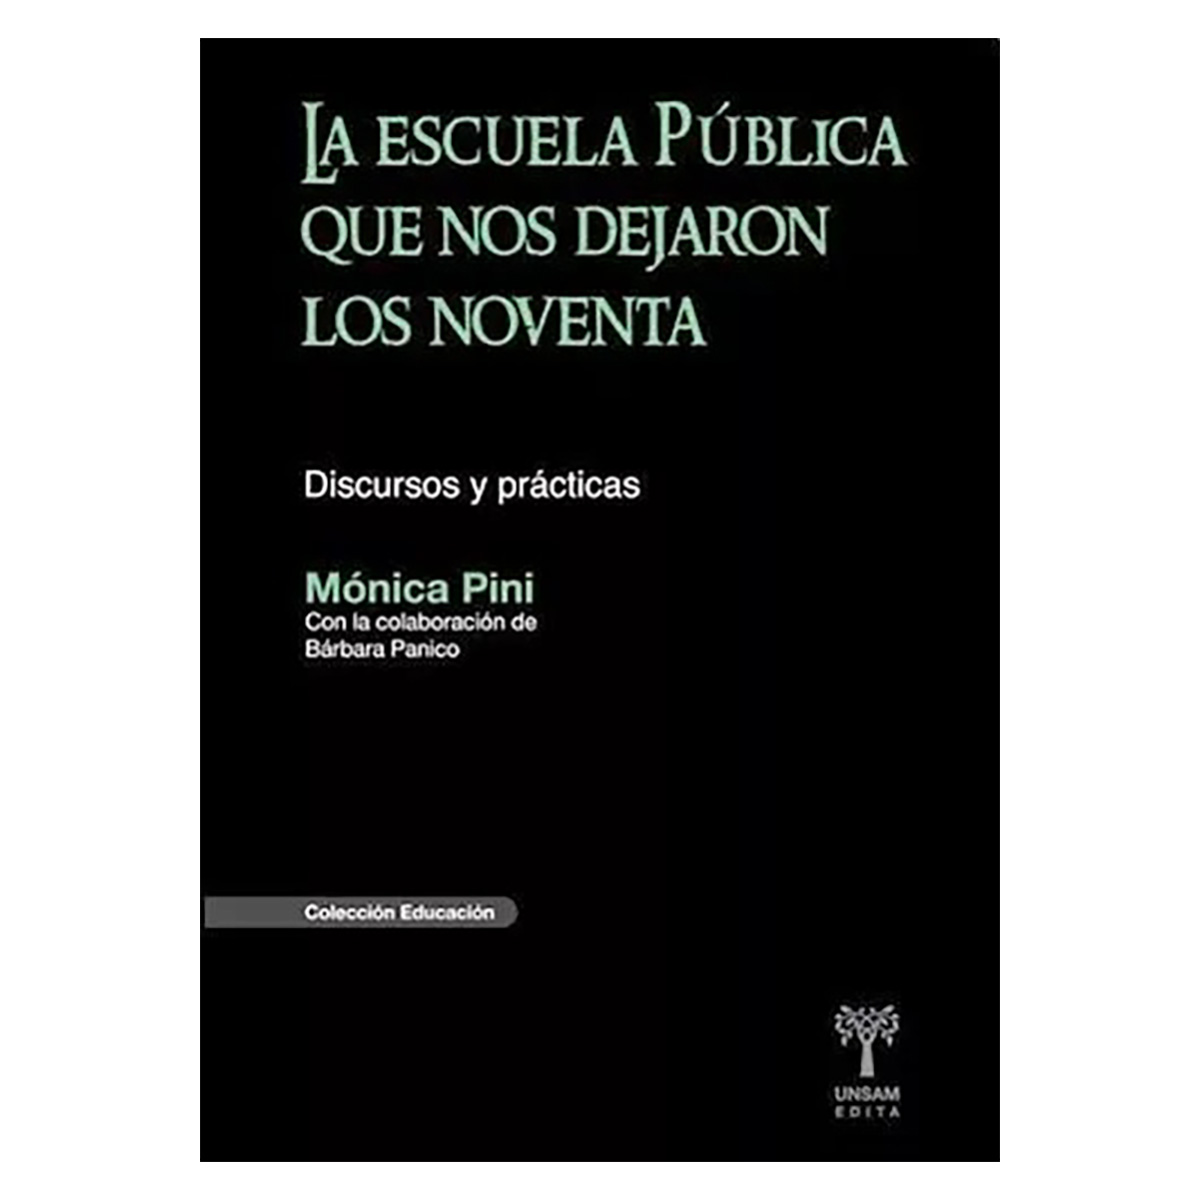 LA ESCUELA PÚBLICA
QUE NOS DEJARON
LOS NOVENTA
Discursos y prácticas
Mónica Pini
Con la colaboración de
Bárbara Panico
Colección Educación
UNSAM
EDITA